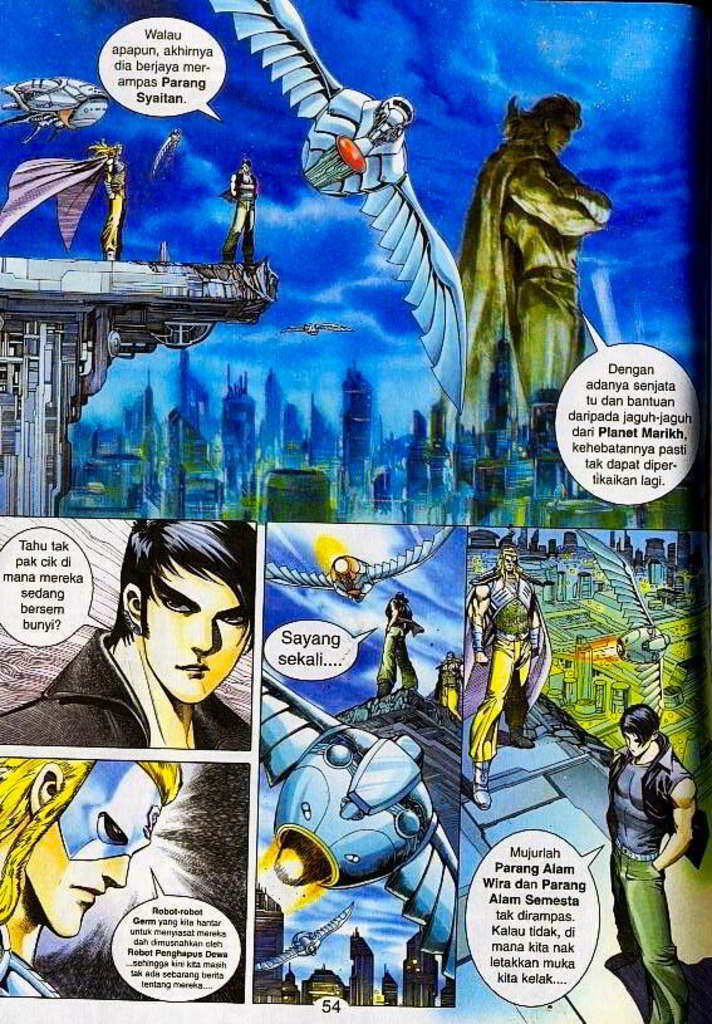 Walau
apapun, akhirnya
dia berjaya mer-
ampas Parang
Syaitan.
Dengan
adanya senjata
tu dan bantuan
daripada jaguh-jaguh
dari Planet Marikh,
kehebatannya pasti
tak dapat diper-
tikaikan lagi.
Tahu tak
pak cik di
mana mereka
sedang
bersem
bunyi?
Robot-robot
Germ yang kita hantar
untuk menyiasat mereka
dah dimusnahkan oleh
Robot Penghapus Dewa
...sehingga kini kita masih
tak ada sebarang berita
tentang mereka....
Sayang
sekali....
Mujurlah
Parang Alam
Wira dan Parang
Alam Semesta
tak dirampas.
Kalau tidak, di
mana kita nak
letakkan muka
kita kelak....
54